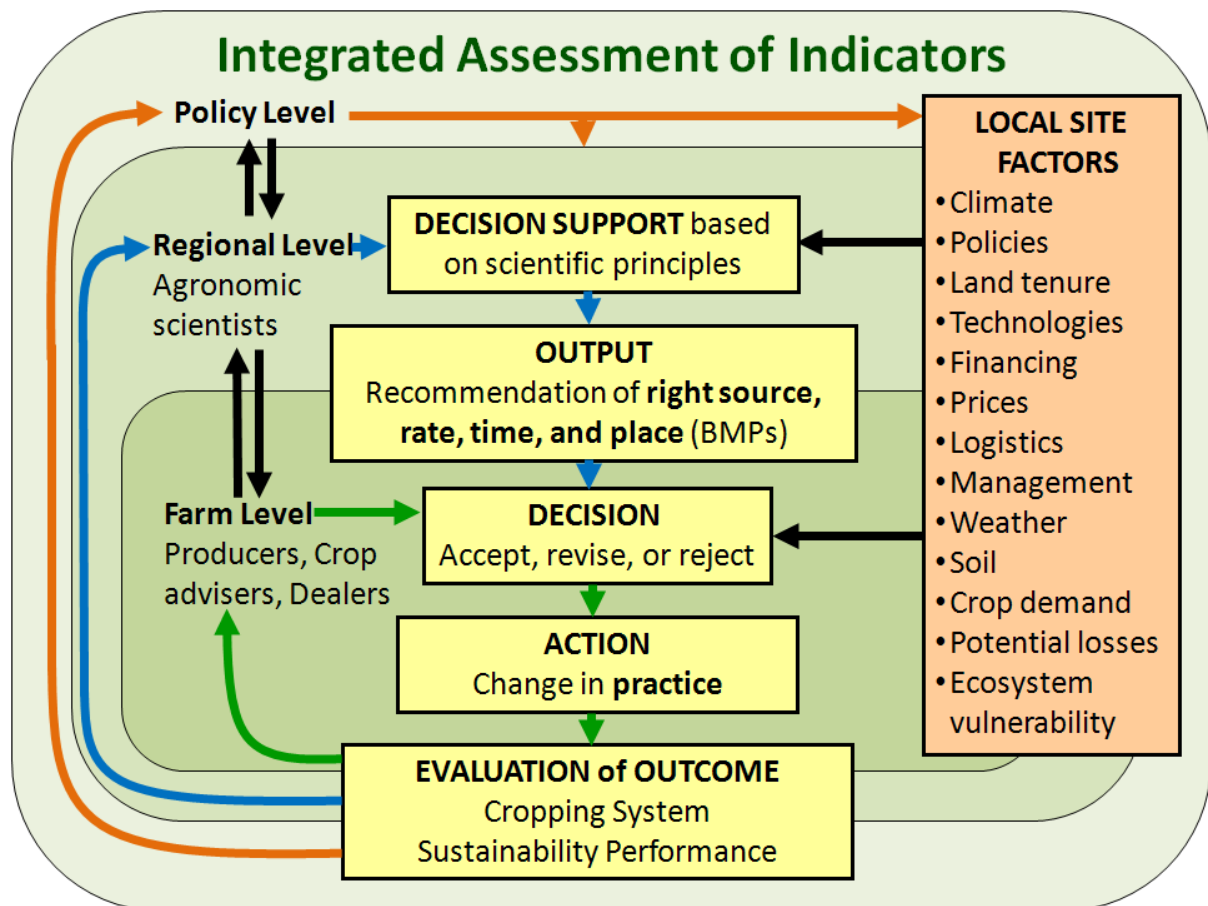 Integrated Assessment of Indicators
Policy Level
Regional Level
Agronomic
scientists
Farm Level
Producers, Crop
advisers, Dealers
DECISION SUPPORT based
on scientific principles
OUTPUT
Recommendation of right source,
rate, time, and place (BMPs)
DECISION
Accept, revise, or reject
ACTION
Change in practice
EVALUATION of OUTCOME
Cropping System
Sustainability Performance
LOCAL SITE
FACTORS
•Climate
•Policies
•Land tenure
•Technologies
•Financing
•Prices
•Logistics
•Management
•Weather
•Soil
•Crop demand
•Potential losses
•Ecosystem
vulnerability